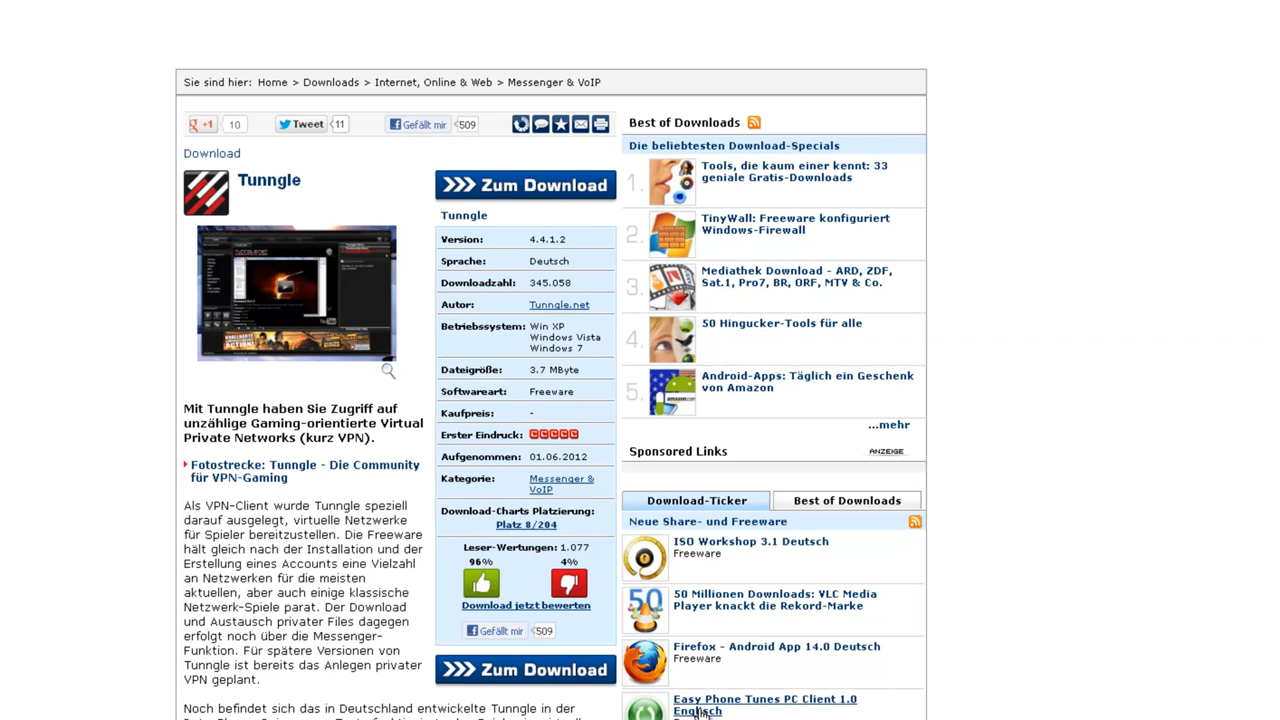 Sie sind hier: Home > Downloads > Internet, Online & Web > Messenger & VoIP
+1 10 Tweet 11 Gefällt mir 509
Download
Tunngle
Zum Download
Tunngle
Version: 4.4.1.2
Sprache: Deutsch
Downloadzahl: 345.058
Autor: Tunngle.net
Betriebssystem: Win XP
Windows Vista
Windows 7
Dateigröße: 3.7 MByte
Softwareart: Freeware
Kaufpreis: -
Erster Eindruck:
Aufgenommen: 01.06.2012
Kategorie: Messenger &
VoIP
Download-Charts Platzierung:
Platz 8/204
Leser-Wertungen: 1.077
96% 4%
Download jetzt bewerten
Gefällt mir 509
Zum Download
Mit Tunngle haben Sie Zugriff auf
unzählige Gaming-orientierte Virtual
Private Networks (kurz VPN).
Fotostrecke: Tunngle - Die Community
für VPN-Gaming
Als VPN-Client wurde Tunngle speziell
darauf ausgelegt, virtuelle Netzwerke
für Spieler bereitzustellen. Die Freeware
hält gleich nach der Installation und der
Erstellung eines Accounts eine Vielzahl
an Netzwerken für die meisten
aktuellen, aber auch einige klassische
Netzwerk-Spiele parat. Der Download
und Austausch privater Files dagegen
erfolgt noch über die Messenger-
Funktion. Für spätere Versionen von
Tunngle ist bereits das Anlegen privater
VPN geplant.
Noch befindet sich das in Deutschland entwickelte Tunngle in der
Best of Downloads
Die beliebtesten Download-Specials
1. Tools, die kaum einer kennt: 33
geniale Gratis-Downloads
2. TinyWall: Freeware konfiguriert
Windows-Firewall
3. Mediathek Download - ARD, ZDF,
Sat.1, Pro7, BR, ORF, MTV & Co.
4. 50 Hingucker-Tools für alle
5. Android-Apps: Täglich ein Geschenk
von Amazon
...mehr
Sponsored Links ANZEIGE
Download-Ticker Best of Downloads
Neue Share- und Freeware
ISO Workshop 3.1 Deutsch
Freeware
50 Millionen Downloads: VLC Media
Player knackt die Rekord-Marke
Firefox - Android App 14.0 Deutsch
Freeware
Easy Phone Tunes PC Client 1.0
Englisch